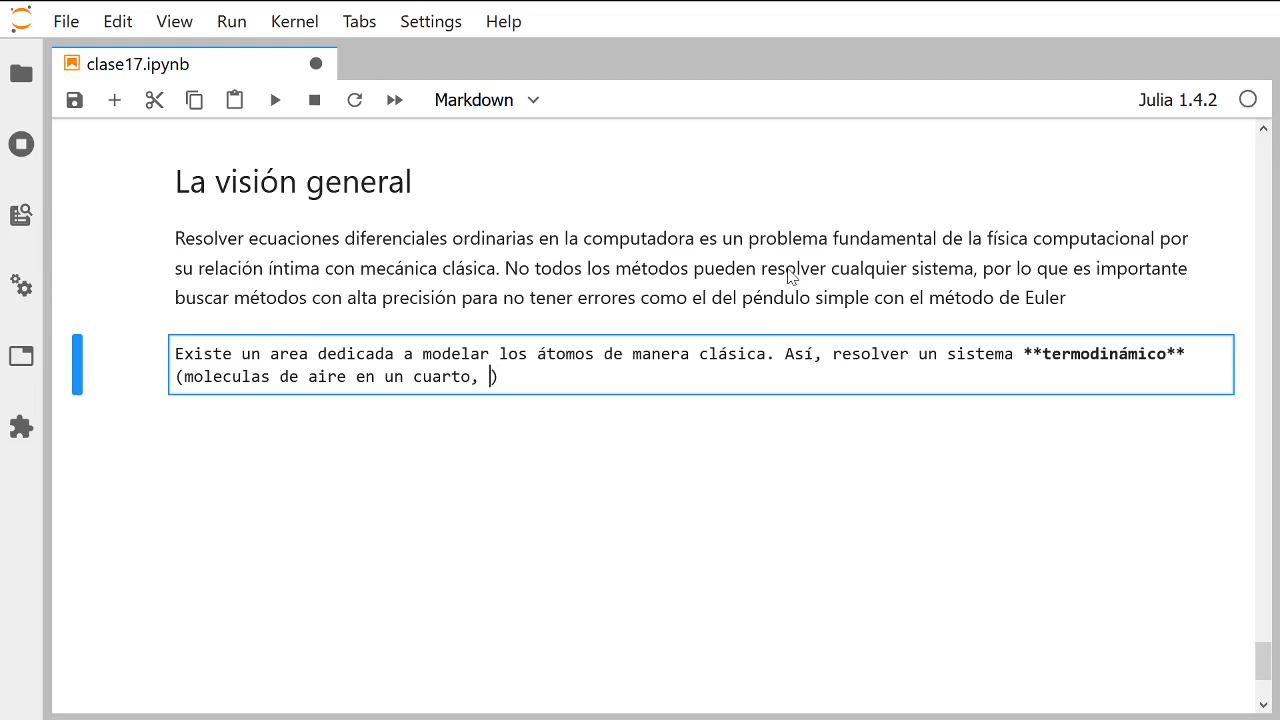 File Edit View Run Kernel Tabs Settings Help
clase17.ipynb
Markdown
Julia 1.4.2
La visión general
Resolver ecuaciones diferenciales ordinarias en la computadora es un problema fundamental de la física computacional por
su relación íntima con mecánica clásica. No todos los métodos pueden resolver cualquier sistema, por lo que es importante
buscar métodos con alta precisión para no tener errores como el del péndulo simple con el método de Euler
Existe un area dedicada a modelar los átomos de manera clásica. Así, resolver un sistema **termodinámico**
(moleculas de aire en un cuarto, )